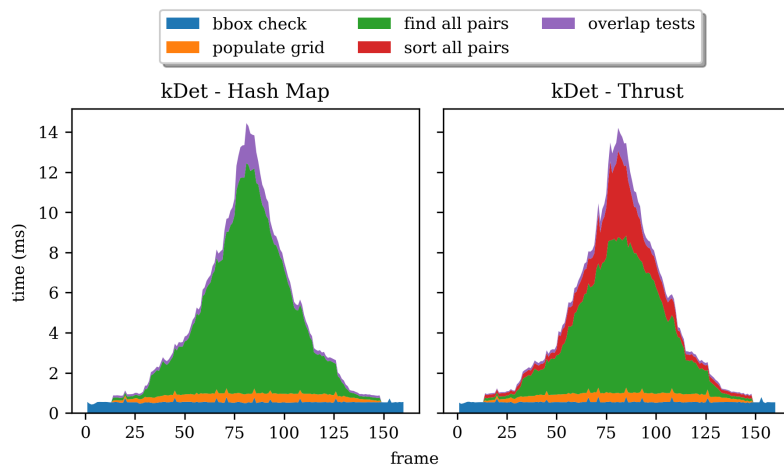 bbox check
populate grid
find all pairs
sort all pairs
overlap tests
kDet - Hash Map
kDet - Thrust
14
12
10
8
6
4
2
0
time (ms)
0 25 50 75 100 125 150
0 25 50 75 100 125 150
frame